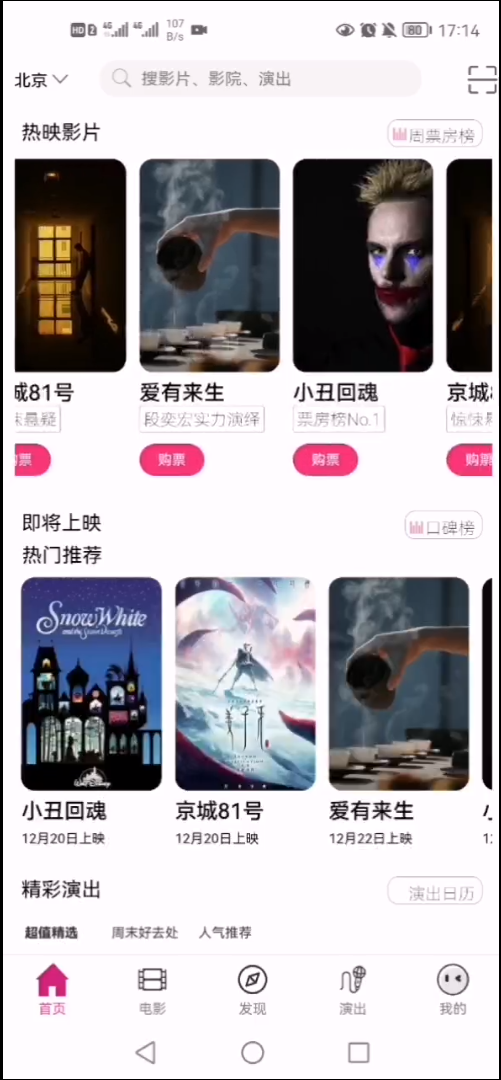 HD 2 4G 4G 107 B/s 80 17:14
北京 搜影片、影院、演出
热映影片 周票房榜
城81号 爱有来生 小丑回魂 京城8
悚悬疑 段奕宏实力演绎 票房榜No.1 惊悚悬
购票 购票 购票 购票
即将上映 口碑榜
热门推荐
Snow White
and the Seven Dwarfs
小丑回魂 京城81号 爱有来生
12月20日上映 12月20日上映 12月22日上映 12
精彩演出 演出日历
超值精选 周末好去处 人气推荐
首页 电影 发现 演出 我的